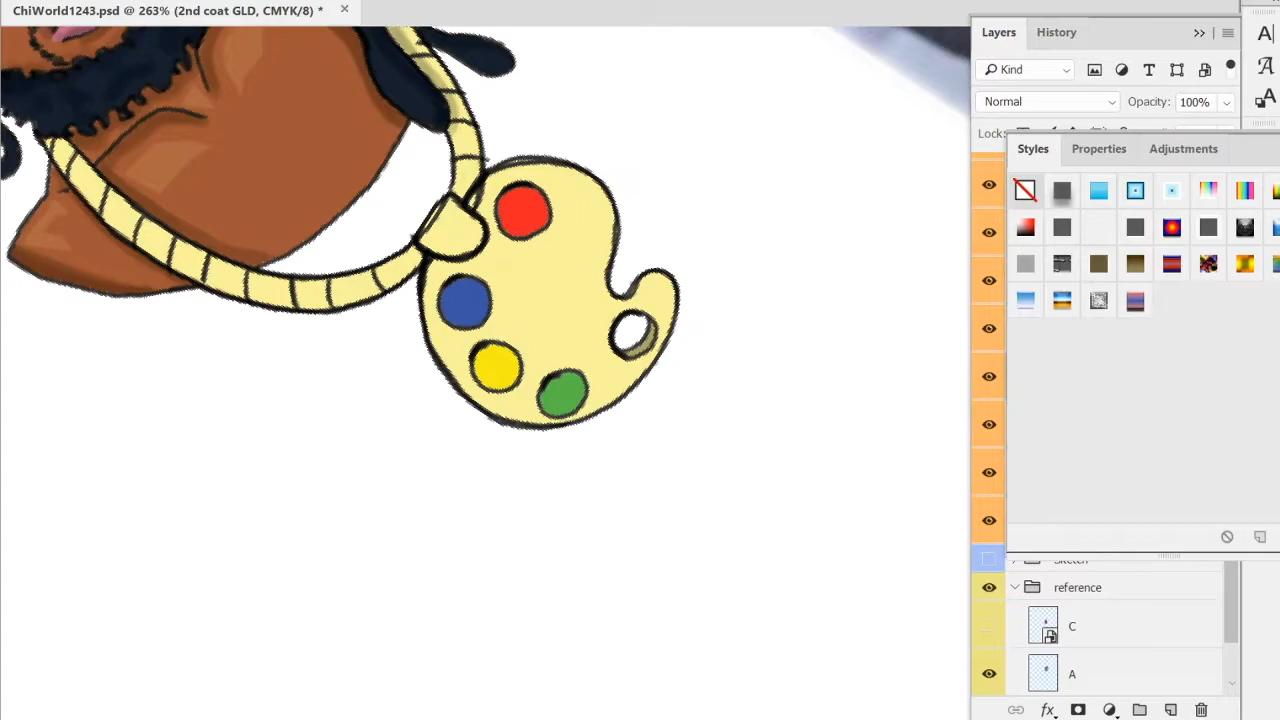 ChiWorld1243.psd @ 263% (2nd coat GLD, CMYK/8) *
Layers History
Kind
Normal Opacity: 100%
Lock:
Styles Properties Adjustments
reference
C
A
fx